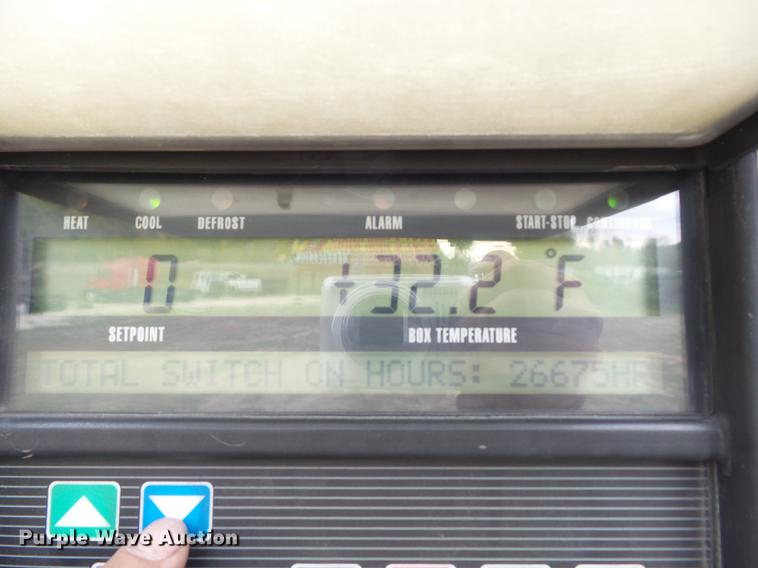 HEAT COOL DEFROST ALARM START-STOP CONTINUOUS
0 +32.2 °F
SETPOINT BOX TEMPERATURE
TOTAL SWITCH ON HOURS: 26675HR
Purple Wave Auction